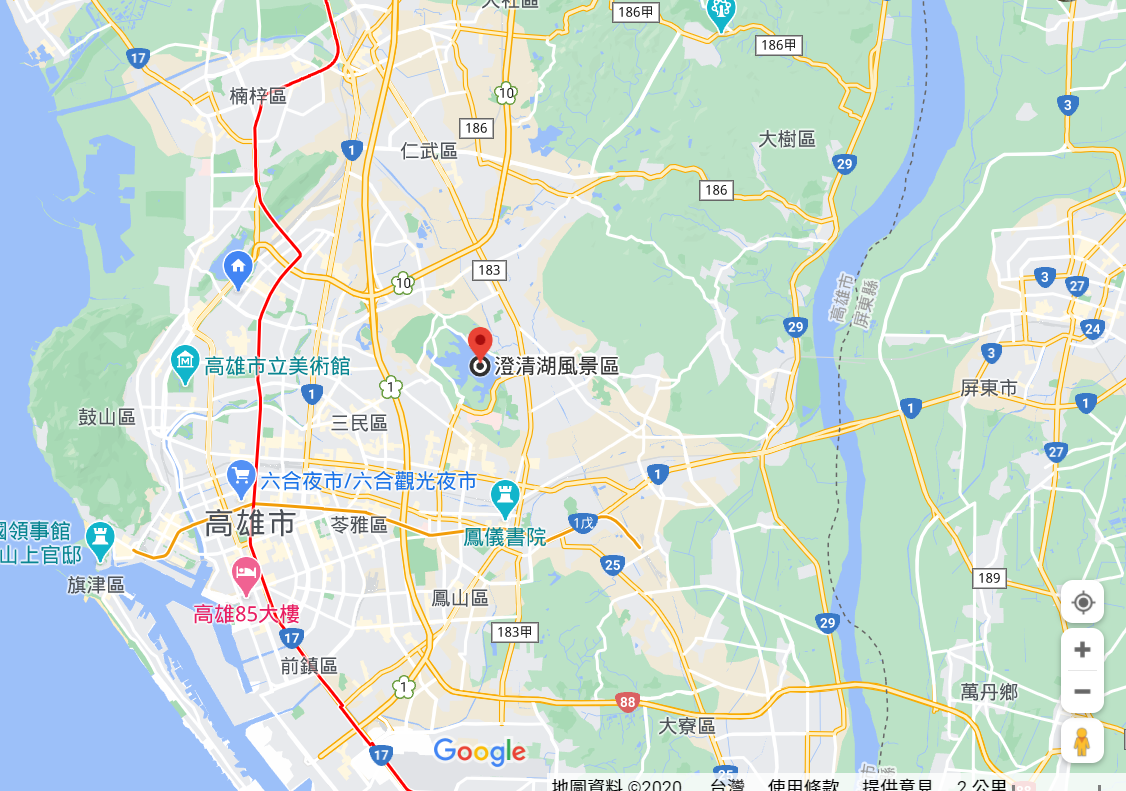 大社區
186甲
186甲
17
10
楠梓區
3
186
大樹區
1
仁武區
29
186
183
10
3
27
高雄市
屏東縣
29
24
澄清湖風景區
3
高雄市立美術館
屏東市
1
1
1
1
鼓山區
三民區
27
1
六合夜市/六合觀光夜市
高雄市
苓雅區
1戊
國領事館
山上官邸
鳳儀書院
25
旗津區
189
鳳山區
高雄85大樓
29
17
183甲
前鎮區
1
萬丹鄉
88
大寮區
17
Google
25
地圖資料 ©2020
台灣
使用條款
提供意見
2 公里
88